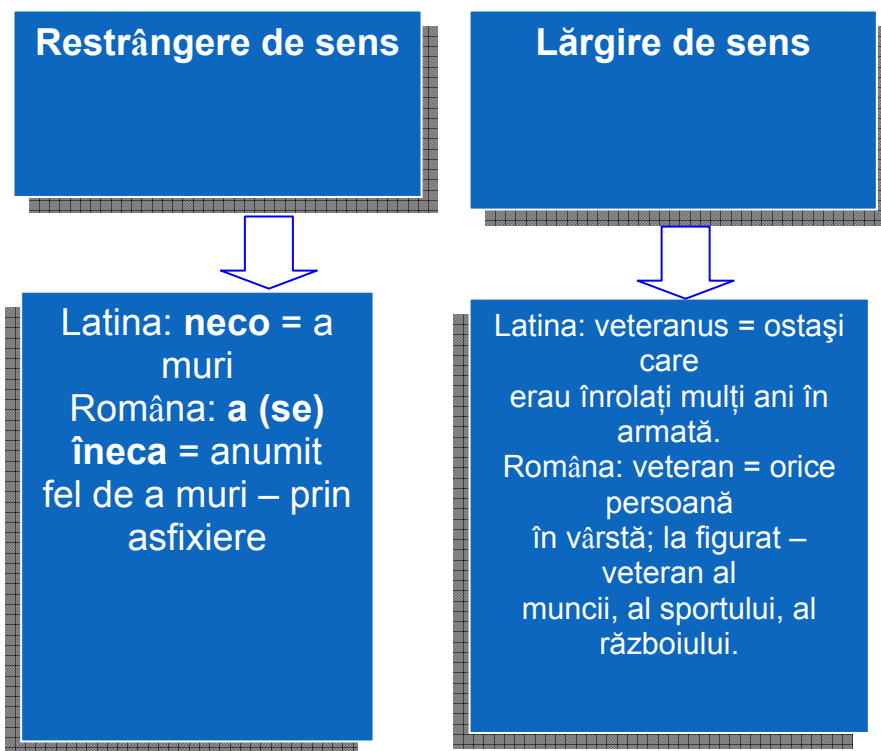 Restrângere de sens
Lărgire de sens
Latina: neco = a
muri
Româna: a (se)
îneca = anumit
fel de a muri – prin
asfixiere
Latina: veteranus = ostaşi
care
erau înrolați mulți ani în
armată.
Româna: veteran = orice
persoană
în vârstă; la figurat –
veteran al
muncii, al sportului, al
războiului.